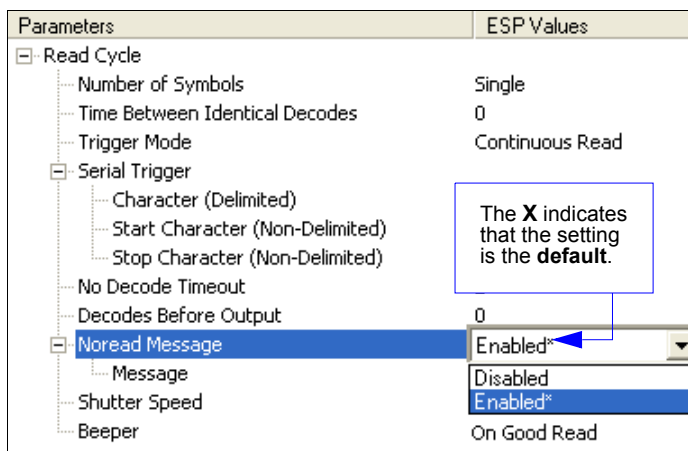 Parameters ESP Values
Read Cycle
Number of Symbols Single
Time Between Identical Decodes 0
Trigger Mode Continuous Read
Serial Trigger
Character (Delimited)
Start Character (Non-Delimited)
Stop Character (Non-Delimited)
The X indicates
that the setting
is the default.
No Decode Timeout
Decodes Before Output 0
Noread Message Enabled*
Message Disabled
Shutter Speed Enabled*
Beeper On Good Read